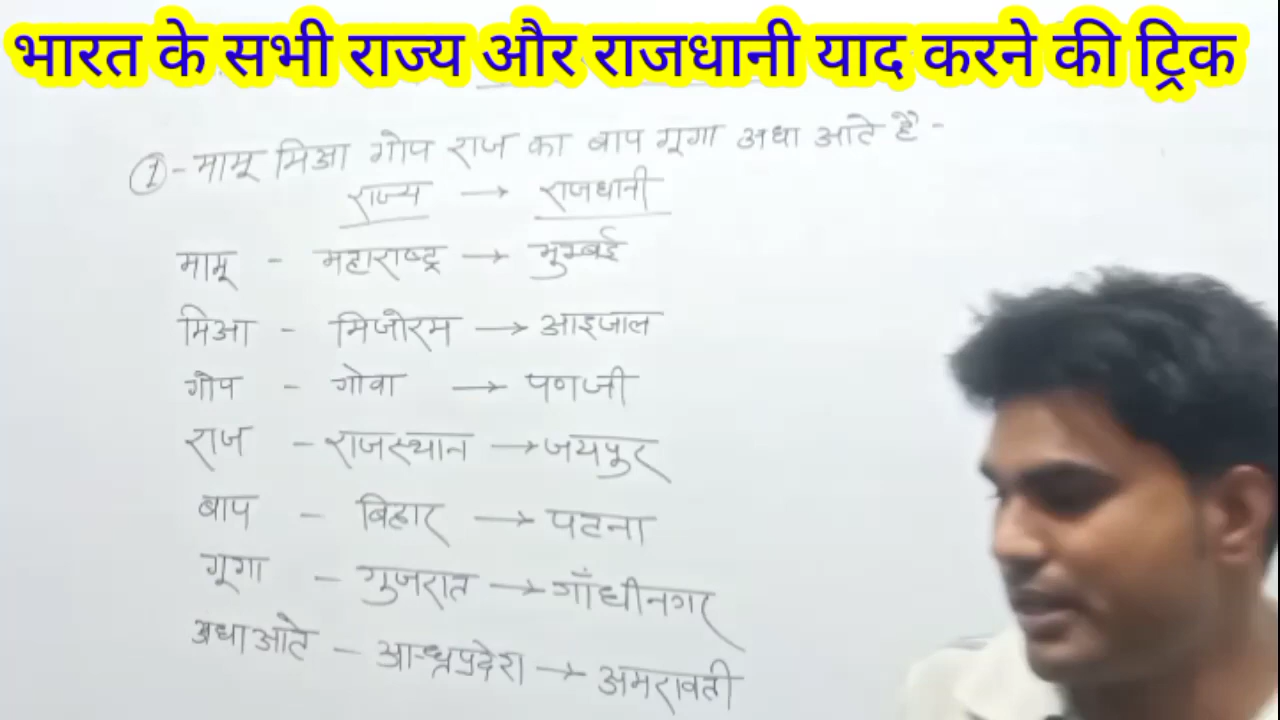 भारत के सभी राज्य और राजधानी याद करने की ट्रिक
①- मामू मिआ गोप राज का बाप गूगा अधा आते है -
राज्य → राजधानी
मामू - महाराष्ट्र → मुम्बई
मिआ - मिजोरम → आइजाल
गोप - गोवा → पणजी
राज - राजस्थान → जयपुर
बाप - बिहार → पटना
गूगा - गुजरात → गाँधीनगर
अधाआते - आन्ध्रप्रदेश → अमरावती